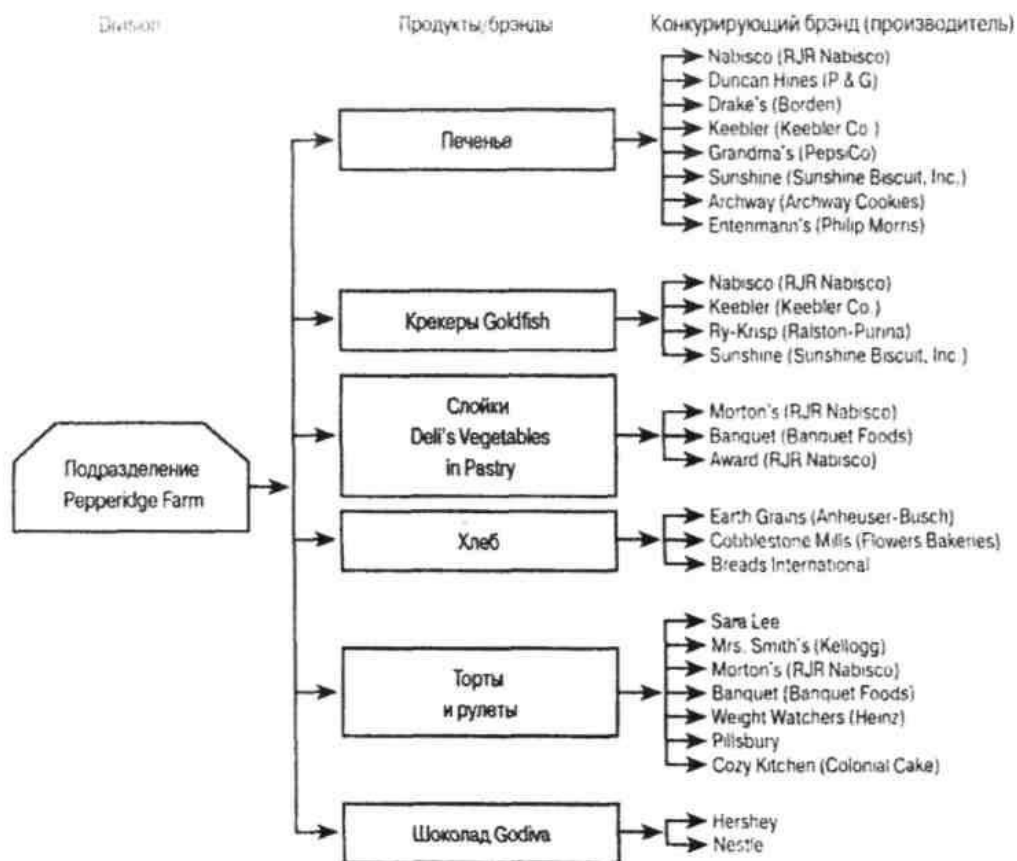 Division
Продукты/брэнды
Конкурирующий брэнд (производитель)
Подразделение
Pepperidge Farm
Печенье
Nabisco (RJR Nabisco)
Duncan Hines (P & G)
Drake's (Borden)
Keebler (Keebler Co.)
Grandma's (PepsiCo)
Sunshine (Sunshine Biscuit, Inc.)
Archway (Archway Cookies)
Entenmann's (Philip Morris)
Крекеры Goldfish
Nabisco (RJR Nabisco)
Keebler (Keebler Co.)
Ry-Krisp (Ralston-Purina)
Sunshine (Sunshine Biscuit, Inc.)
Слойки
Deli's Vegetables
in Pastry
Morton's (RJR Nabisco)
Banquet (Banquet Foods)
Award (RJR Nabisco)
Хлеб
Earth Grains (Anheuser-Busch)
Cobblestone Mills (Flowers Bakeries)
Breads International
Торты
и рулеты
Sara Lee
Mrs. Smith's (Kellogg)
Morton's (RJR Nabisco)
Banquet (Banquet Foods)
Weight Watchers (Heinz)
Pillsbury
Cozy Kitchen (Colonial Cake)
Шоколад Godiva
Hershey
Nestle